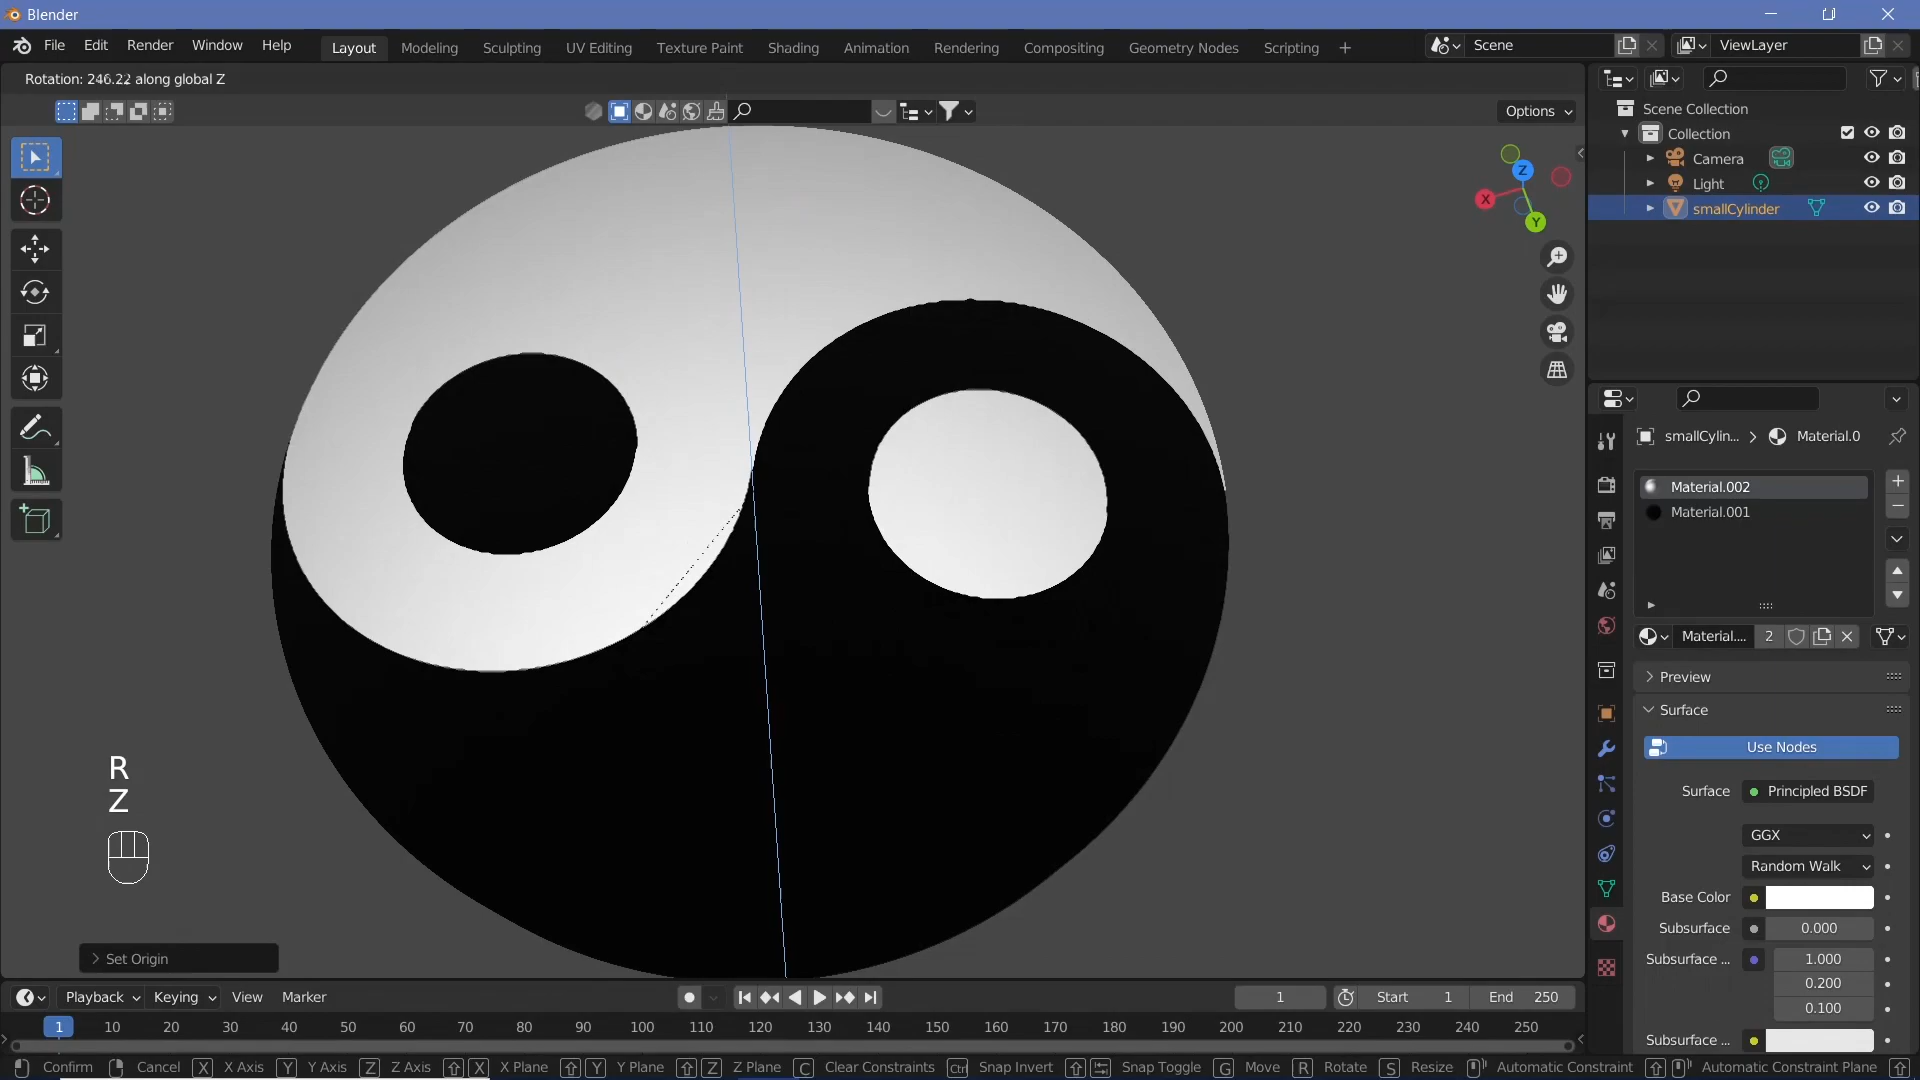 Blender
File Edit Render Window Help
Layout Modeling Sculpting UV Editing Texture Paint Shading Animation Rendering Compositing Geometry Nodes Scripting +
Scene
ViewLayer
Rotation: 246.22 along global Z
Options
Scene Collection
Collection
Camera
Light
smallCylinder
Z
X
Y
smallCylin... > Material.0
Material.002
Material.001
Material.... 2
Preview
Surface
Use Nodes
Surface Principled BSDF
GGX
Random Walk
Base Color
Subsurface 0.000
Subsurface ... 1.000
0.200
0.100
Subsurface ...
R
Z
Set Origin
Playback Keying View Marker
1 Start 1 End 250
1 10 20 30 40 50 60 70 80 90 100 110 120 130 140 150 160 170 180 190 200 210 220 230 240 250
Confirm Cancel X X Axis Y Y Axis Z Z Axis X X Plane Y Y Plane Z Z Plane C Clear Constraints Ctrl Snap Invert Snap Toggle G Move R Rotate S Resize Automatic Constraint Automatic Constraint Plane